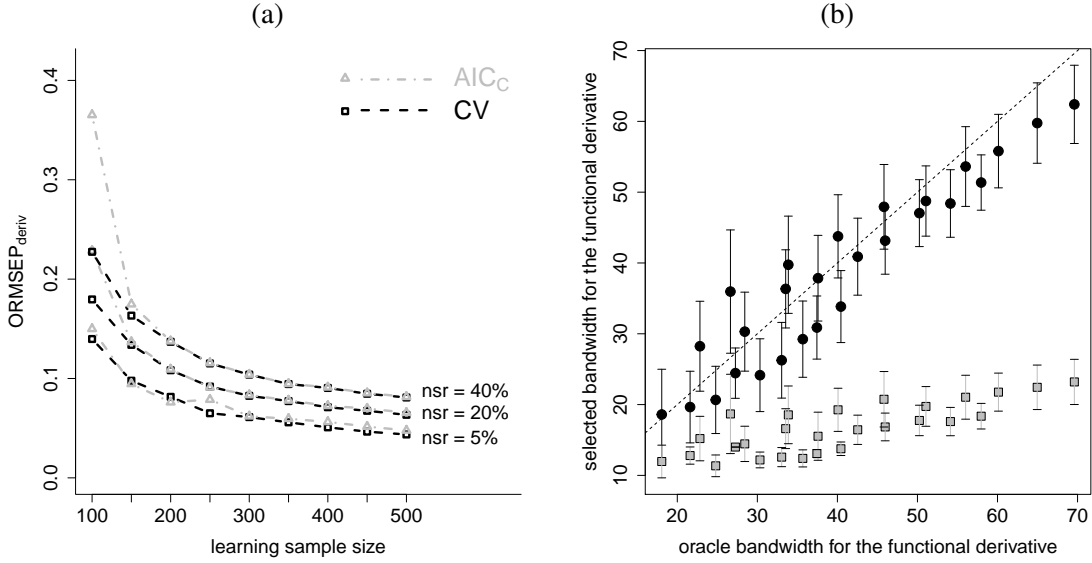 (a)
ORMSEP_deriv
0.0
0.1
0.2
0.3
0.4
AIC_C
CV
nsr = 40%
nsr = 20%
nsr = 5%
100
200
300
400
500
learning sample size
(b)
selected bandwidth for the functional derivative
10
20
30
40
50
60
70
20
30
40
50
60
70
oracle bandwidth for the functional derivative